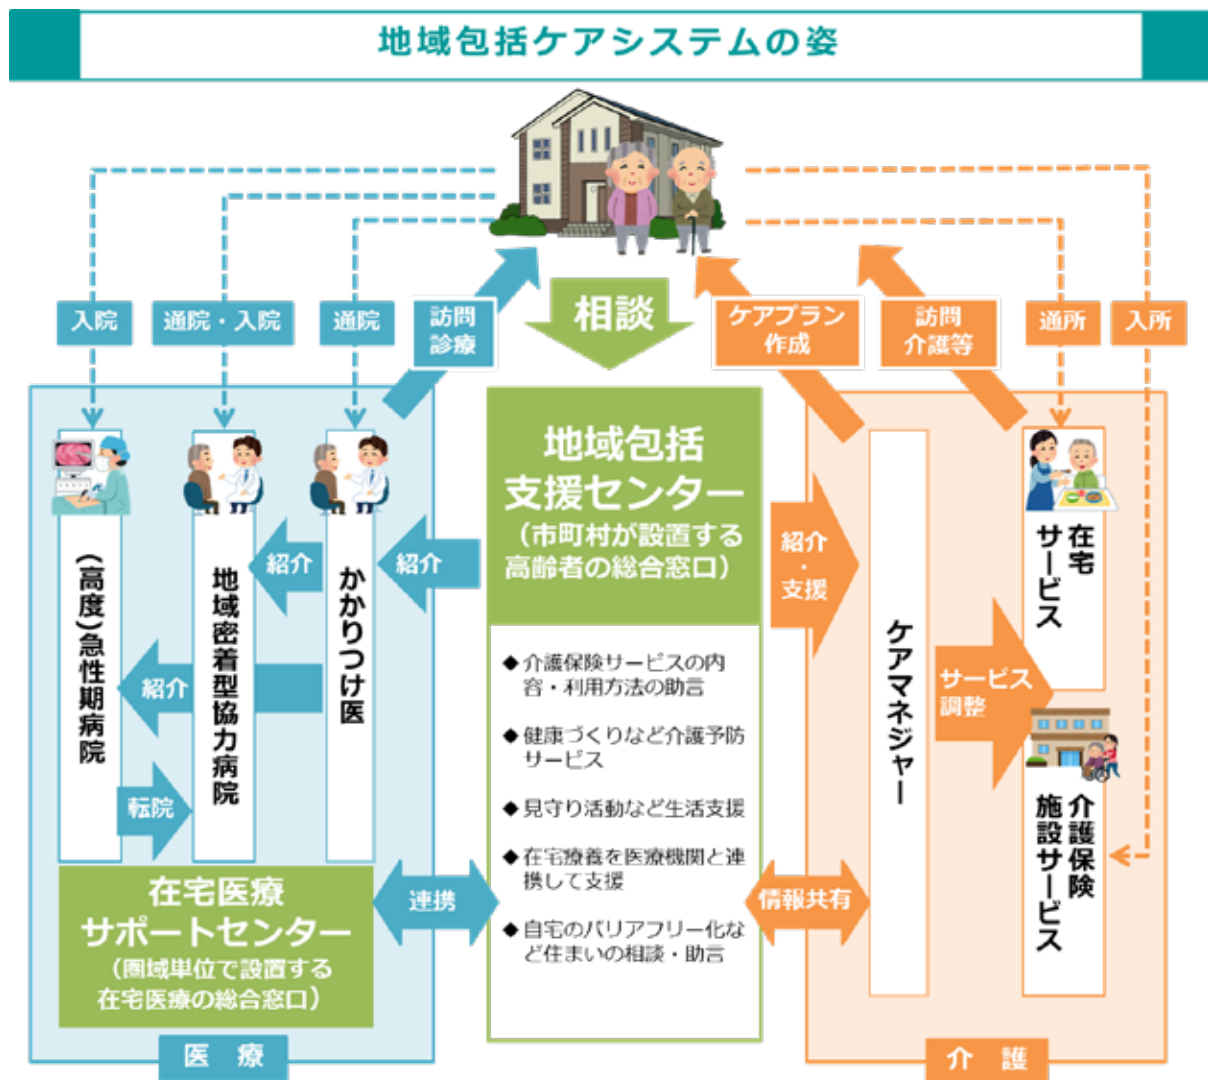 地域包括ケアシステムの姿
入院
通院・入院
通院
訪問
診療
相談
ケアプラン
作成
訪問
介護等
通所
入所
(高度)急性期病院
地域密着型協力病院
かかりつけ医
紹介
紹介
紹介
転院
在宅医療
サポートセンター
（圏域単位で設置する
在宅医療の総合窓口）
医　療
連携
地域包括
支援センター
（市町村が設置する
高齢者の総合窓口）
◆介護保険サービスの内
容・利用方法の助言
◆健康づくりなど介護予防
サービス
◆見守り活動など生活支援
◆在宅療養を医療機関と連
携して支援
◆自宅のバリアフリー化な
ど住まいの相談・助言
紹介
・
支援
情報共有
ケアマネジャー
サービス
調整
在宅
サービス
介護保険
施設サービス
介　護